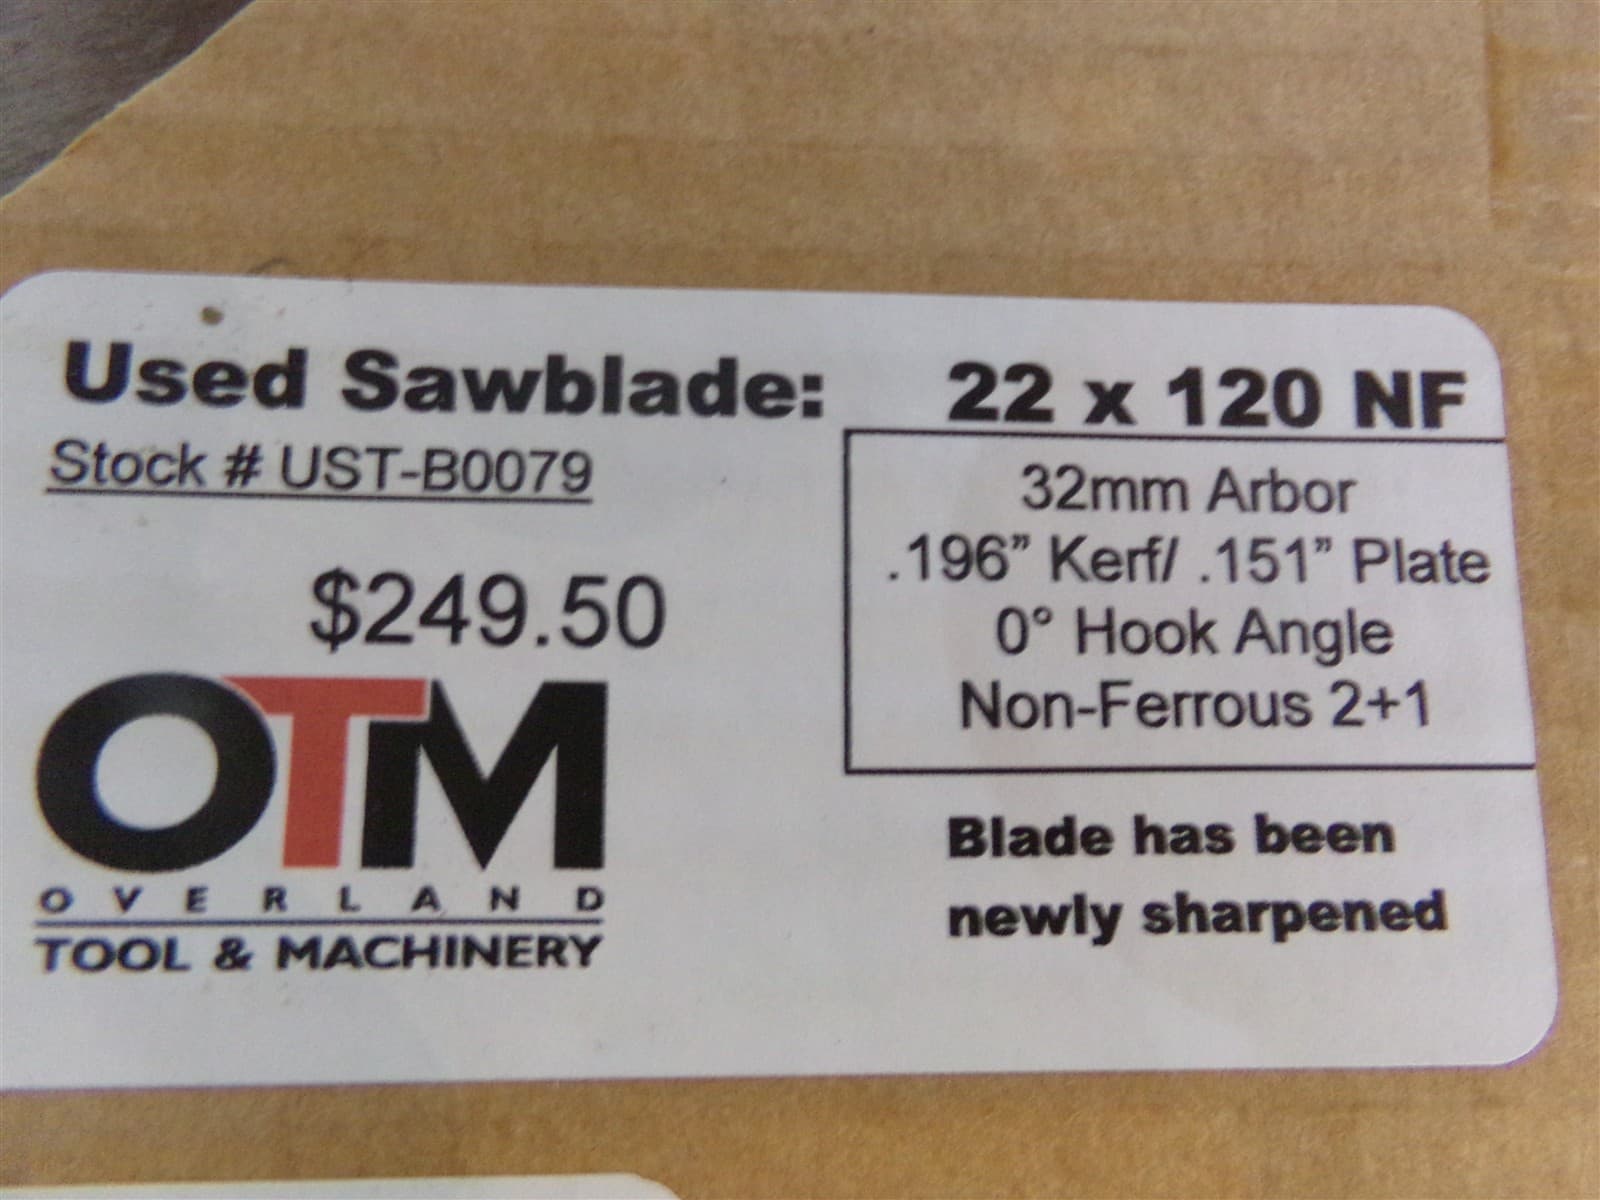 Used Sawblade: 22 x 120 NF
Stock # UST-B0079
$249.50
32mm Arbor
.196” Kerf/ .151” Plate
0° Hook Angle
Non-Ferrous 2+1
Blade has been
newly sharpened
OTM
OVERLAND
TOOL & MACHINERY